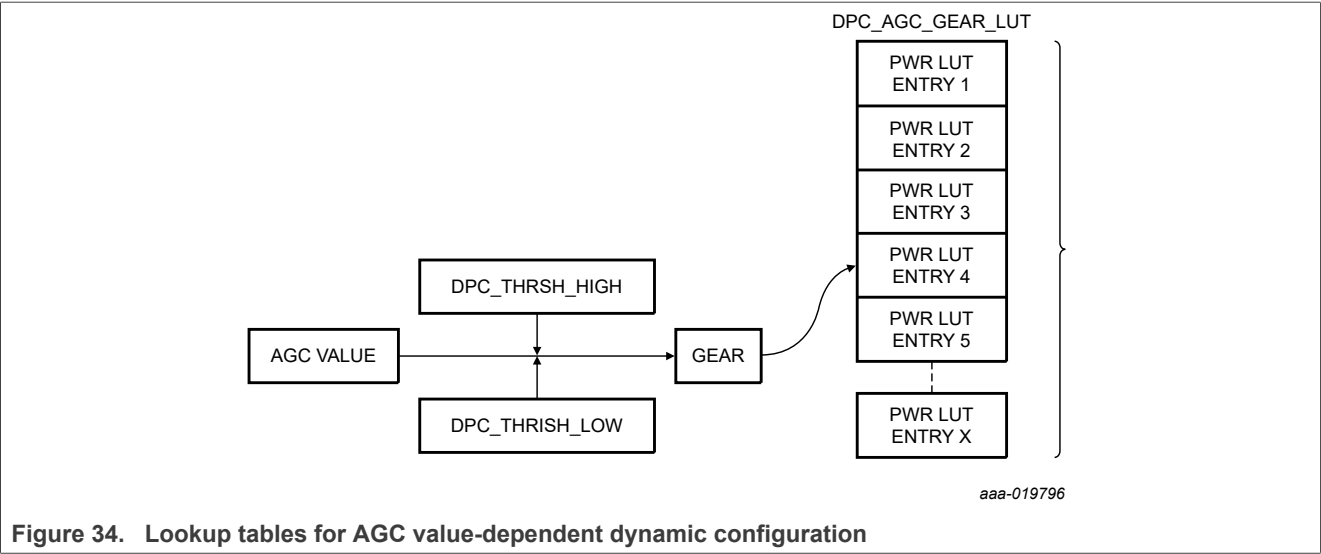 DPC_AGC_GEAR_LUT
PWR LUT
ENTRY 1
PWR LUT
ENTRY 2
PWR LUT
ENTRY 3
PWR LUT
ENTRY 4
PWR LUT
ENTRY 5
PWR LUT
ENTRY X
DPC_THRSH_HIGH
AGC VALUE
GEAR
DPC_THRISH_LOW
aaa-019796
Figure 34. Lookup tables for AGC value-dependent dynamic configuration